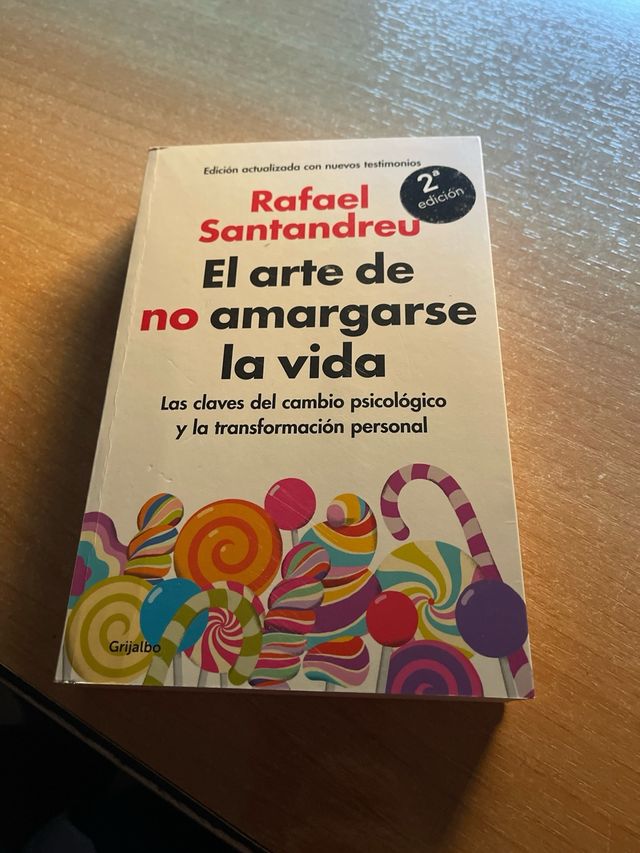 Edición actualizada con nuevos testimonios
2ª
edición
Rafael
Santandreu
El arte de
no amargarse
la vida
Las claves del cambio psicológico
y la transformación personal
Grijalbo